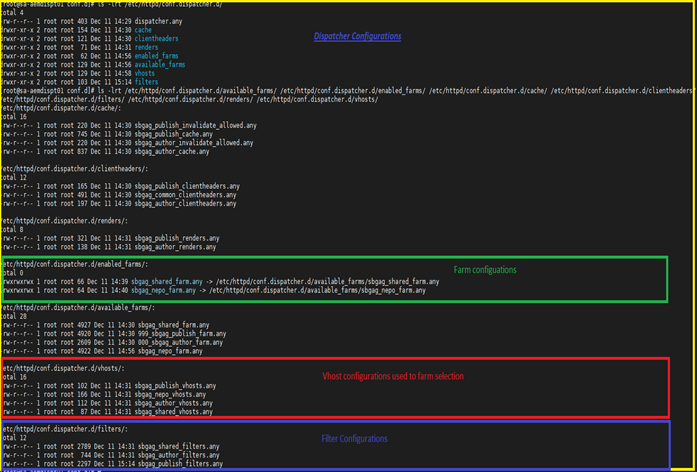 [root@sa-aemdispt01 conf.d]# ls -lrt /etc/httpd/conf.dispatcher.d/
total 4
-rw-r--r-- 1 root root 403 Dec 11 14:29 dispatcher.any
drwxr-xr-x 2 root root 154 Dec 11 14:30 cache
drwxr-xr-x 2 root root 121 Dec 11 14:30 clientheaders
drwxr-xr-x 2 root root  71 Dec 11 14:31 renders
drwxr-xr-x 2 root root  62 Dec 11 14:56 enabled_farms
drwxr-xr-x 2 root root 129 Dec 11 14:56 available_farms
drwxr-xr-x 2 root root 129 Dec 11 14:58 vhosts
drwxr-xr-x 2 root root 103 Dec 11 15:14 filters
Dispatcher Configurations
[root@sa-aemdispt01 conf.d]# ls -lrt /etc/httpd/conf.dispatcher.d/available_farms/ /etc/httpd/conf.dispatcher.d/enabled_farms/ /etc/httpd/conf.dispatcher.d/cache/ /etc/httpd/conf.dispatcher.d/clientheaders/
/etc/httpd/conf.dispatcher.d/filters/ /etc/httpd/conf.dispatcher.d/renders/ /etc/httpd/conf.dispatcher.d/vhosts/
/etc/httpd/conf.dispatcher.d/cache/:
total 16
-rw-r--r-- 1 root root 220 Dec 11 14:30 sbgag_publish_invalidate_allowed.any
-rw-r--r-- 1 root root 745 Dec 11 14:30 sbgag_publish_cache.any
-rw-r--r-- 1 root root 220 Dec 11 14:30 sbgag_author_invalidate_allowed.any
-rw-r--r-- 1 root root 837 Dec 11 14:30 sbgag_author_cache.any
/etc/httpd/conf.dispatcher.d/clientheaders/:
total 12
-rw-r--r-- 1 root root 165 Dec 11 14:30 sbgag_publish_clientheaders.any
-rw-r--r-- 1 root root 491 Dec 11 14:30 sbgag_common_clientheaders.any
-rw-r--r-- 1 root root 197 Dec 11 14:30 sbgag_author_clientheaders.any
/etc/httpd/conf.dispatcher.d/renders/:
total 8
-rw-r--r-- 1 root root 321 Dec 11 14:31 sbgag_publish_renders.any
-rw-r--r-- 1 root root 138 Dec 11 14:31 sbgag_author_renders.any
/etc/httpd/conf.dispatcher.d/enabled_farms/:
total 0
lrwxrwxrwx 1 root root 66 Dec 11 14:39 sbgag_shared_farm.any -> /etc/httpd/conf.dispatcher.d/available_farms/sbgag_shared_farm.any
lrwxrwxrwx 1 root root 64 Dec 11 14:40 sbgag_nepo_farm.any -> /etc/httpd/conf.dispatcher.d/available_farms/sbgag_nepo_farm.any
Farm configuations
/etc/httpd/conf.dispatcher.d/available_farms/:
total 28
-rw-r--r-- 1 root root 4927 Dec 11 14:30 sbgag_shared_farm.any
-rw-r--r-- 1 root root 4920 Dec 11 14:30 999_sbgag_publish_farm.any
-rw-r--r-- 1 root root 2609 Dec 11 14:30 000_sbgag_author_farm.any
-rw-r--r-- 1 root root 4922 Dec 11 14:56 sbgag_nepo_farm.any
/etc/httpd/conf.dispatcher.d/vhosts/:
total 16
-rw-r--r-- 1 root root 102 Dec 11 14:31 sbgag_publish_vhosts.any
-rw-r--r-- 1 root root 166 Dec 11 14:31 sbgag_nepo_vhosts.any
-rw-r--r-- 1 root root 112 Dec 11 14:31 sbgag_author_vhosts.any
-rw-r--r-- 1 root root  87 Dec 11 14:31 sbgag_shared_vhosts.any
Vhost configurations used to farm selection
/etc/httpd/conf.dispatcher.d/filters/:
total 12
-rw-r--r-- 1 root root 2789 Dec 11 14:31 sbgag_shared_filters.any
-rw-r--r-- 1 root root  744 Dec 11 14:31 sbgag_author_filters.any
-rw-r--r-- 1 root root 2297 Dec 11 15:14 sbgag_publish_filters.any
Filter Configurations